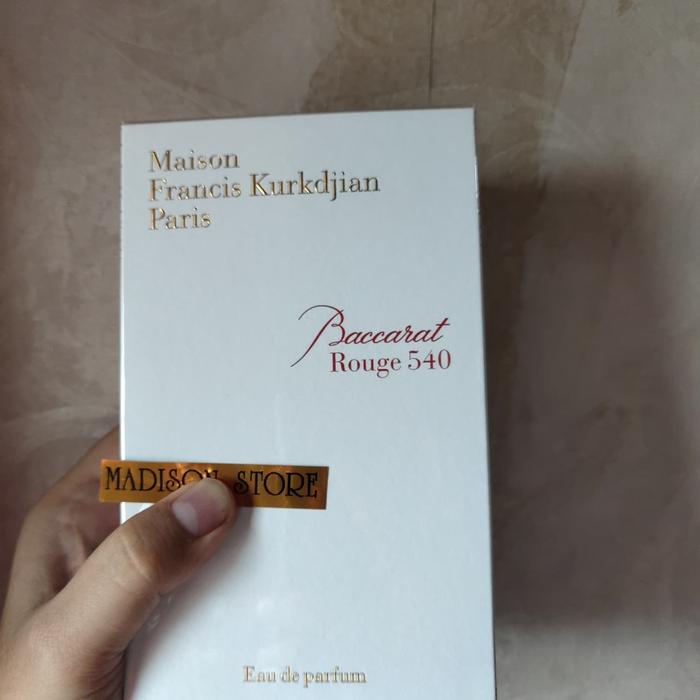 Maison
Francis Kurkdjian
Paris
Baccarat
Rouge 540
MADISON STORE
Eau de parfum